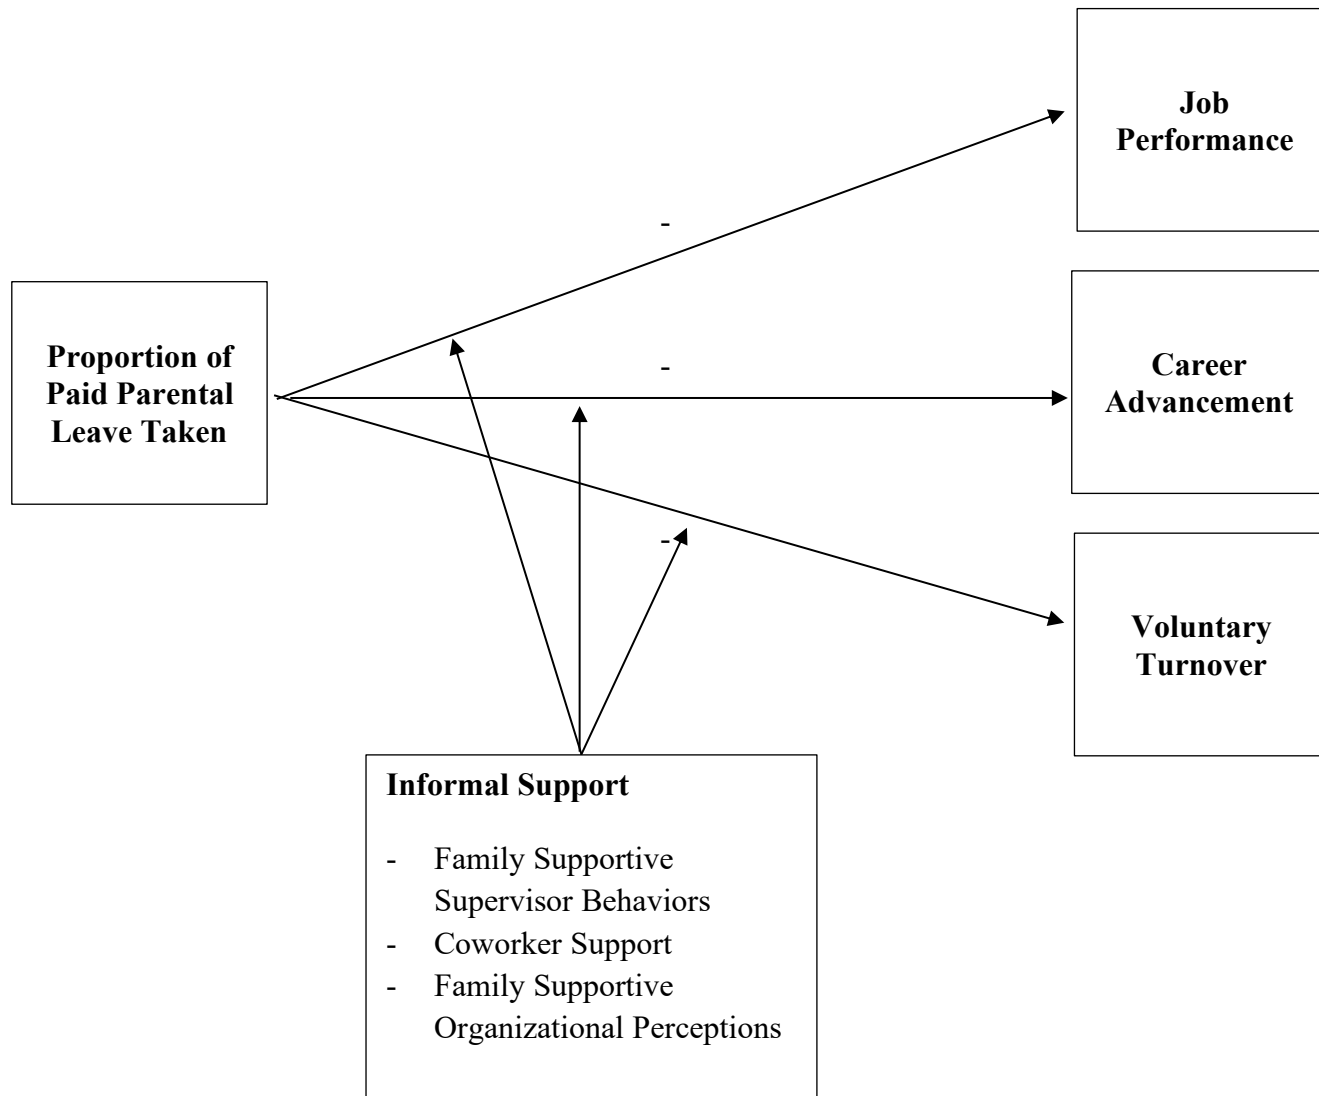 Job
Performance
-
Proportion of
Paid Parental
Leave Taken
-
Career
Advancement
-
Voluntary
Turnover
Informal Support
- Family Supportive
Supervisor Behaviors
- Coworker Support
- Family Supportive
Organizational Perceptions